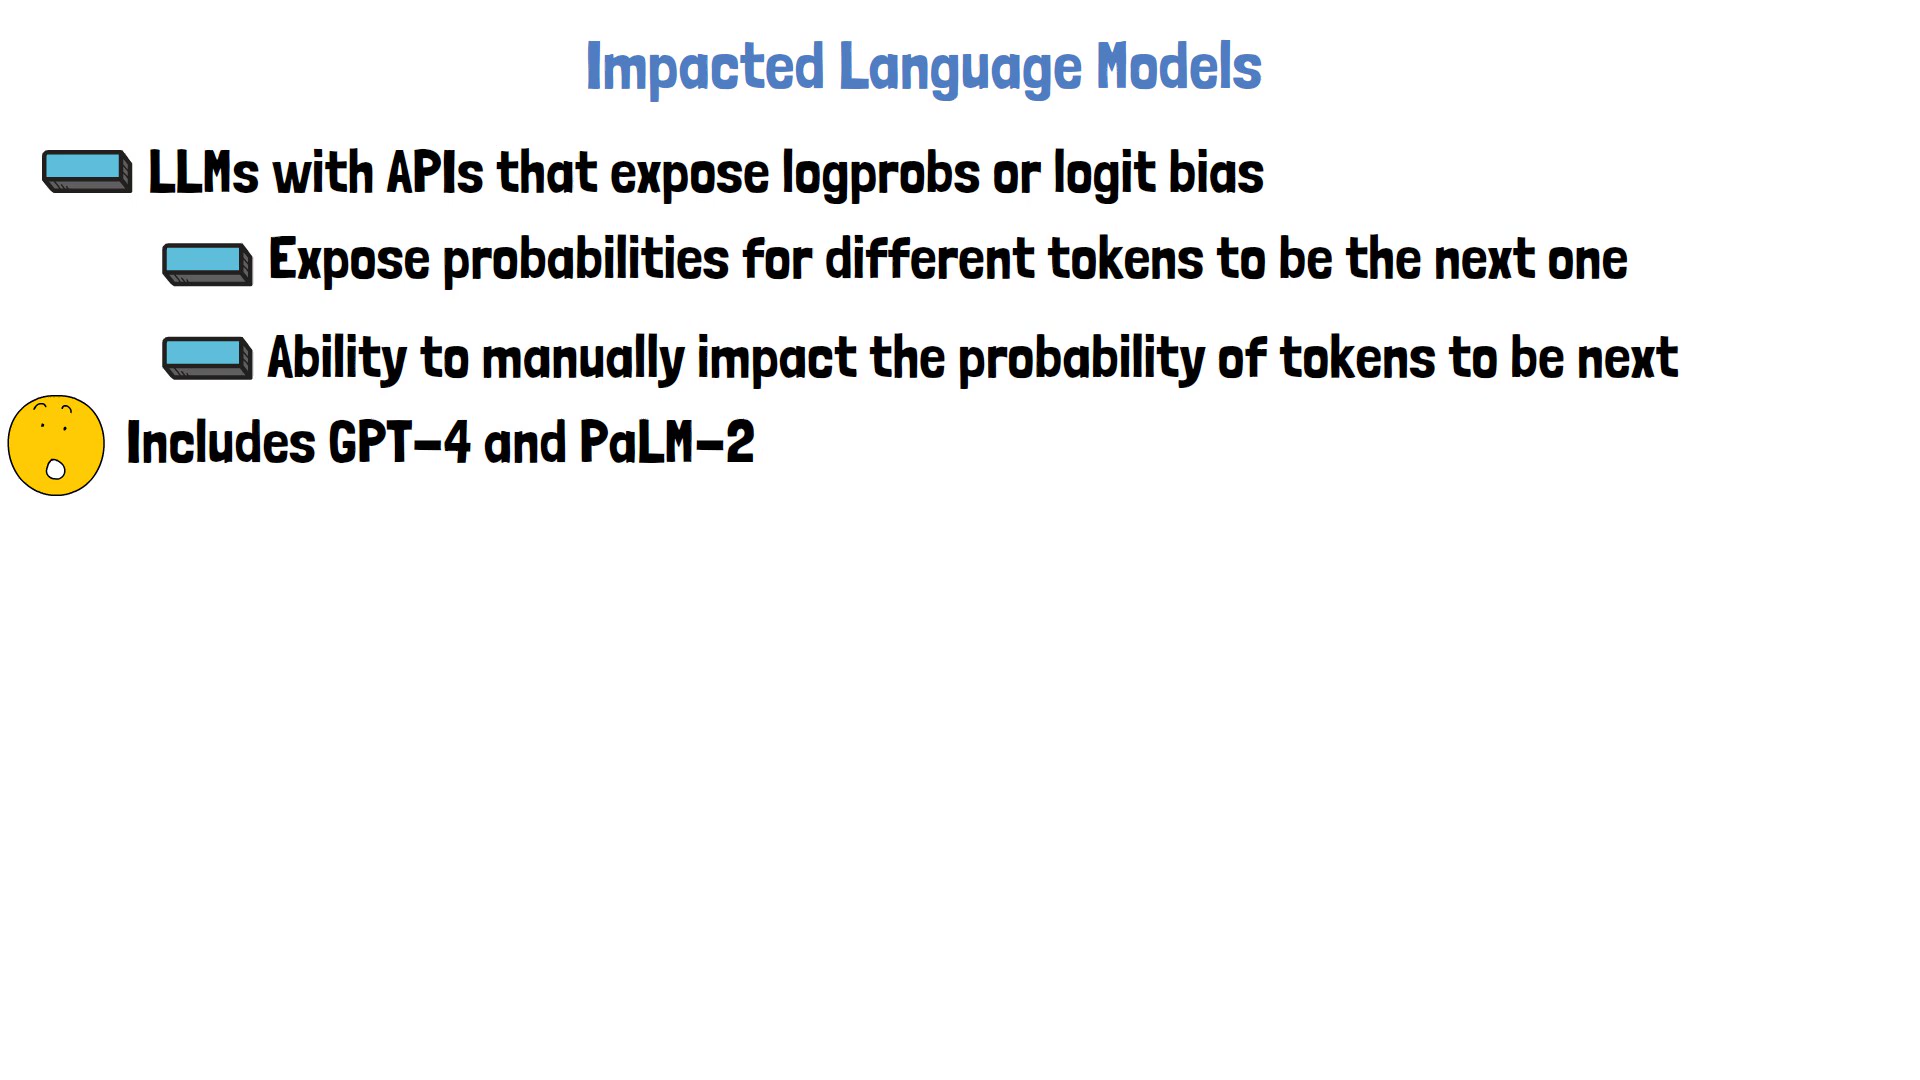 Impacted Language Models
LLMs with APIs that expose logprobs or logit bias
Expose probabilities for different tokens to be the next one
Ability to manually impact the probability of tokens to be next
Includes GPT-4 and PaLM-2